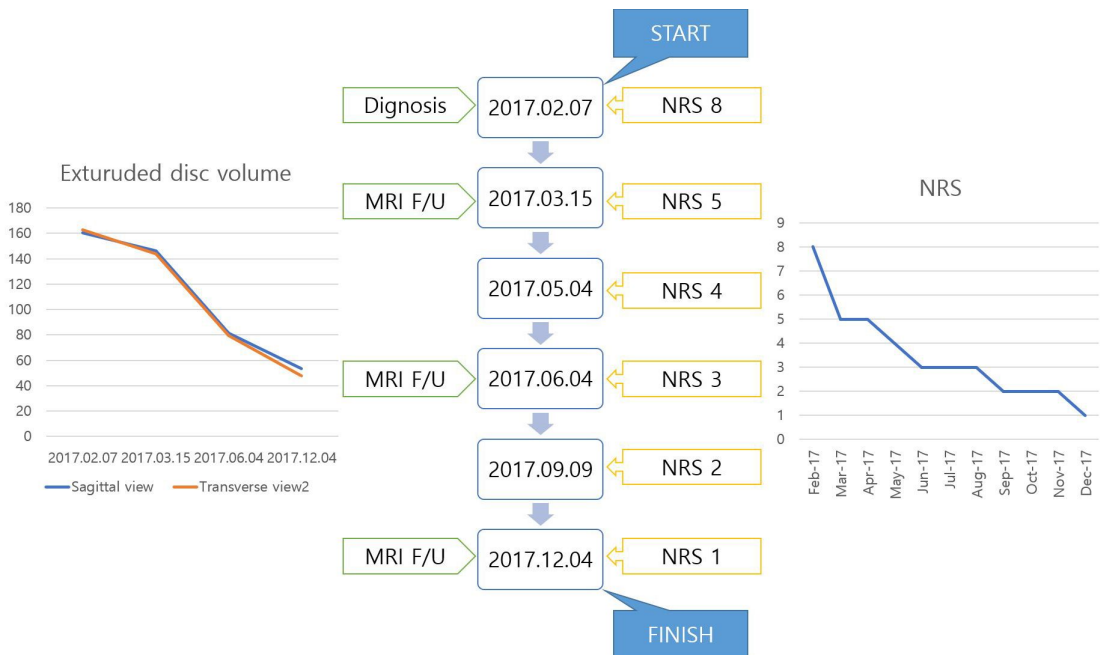 START
Dignosis
2017.02.07
NRS 8
MRI F/U
2017.03.15
NRS 5
2017.05.04
NRS 4
MRI F/U
2017.06.04
NRS 3
2017.09.09
NRS 2
MRI F/U
2017.12.04
NRS 1
FINISH
Exturuded disc volume
180
160
140
120
100
80
60
40
20
0
2017.02.07 2017.03.15 2017.06.04 2017.12.04
Sagittal view Transverse view2
NRS
9
8
7
6
5
4
3
2
1
0
Feb-17
Mar-17
Apr-17
May-17
Jun-17
Jul-17
Aug-17
Sep-17
Oct-17
Nov-17
Dec-17